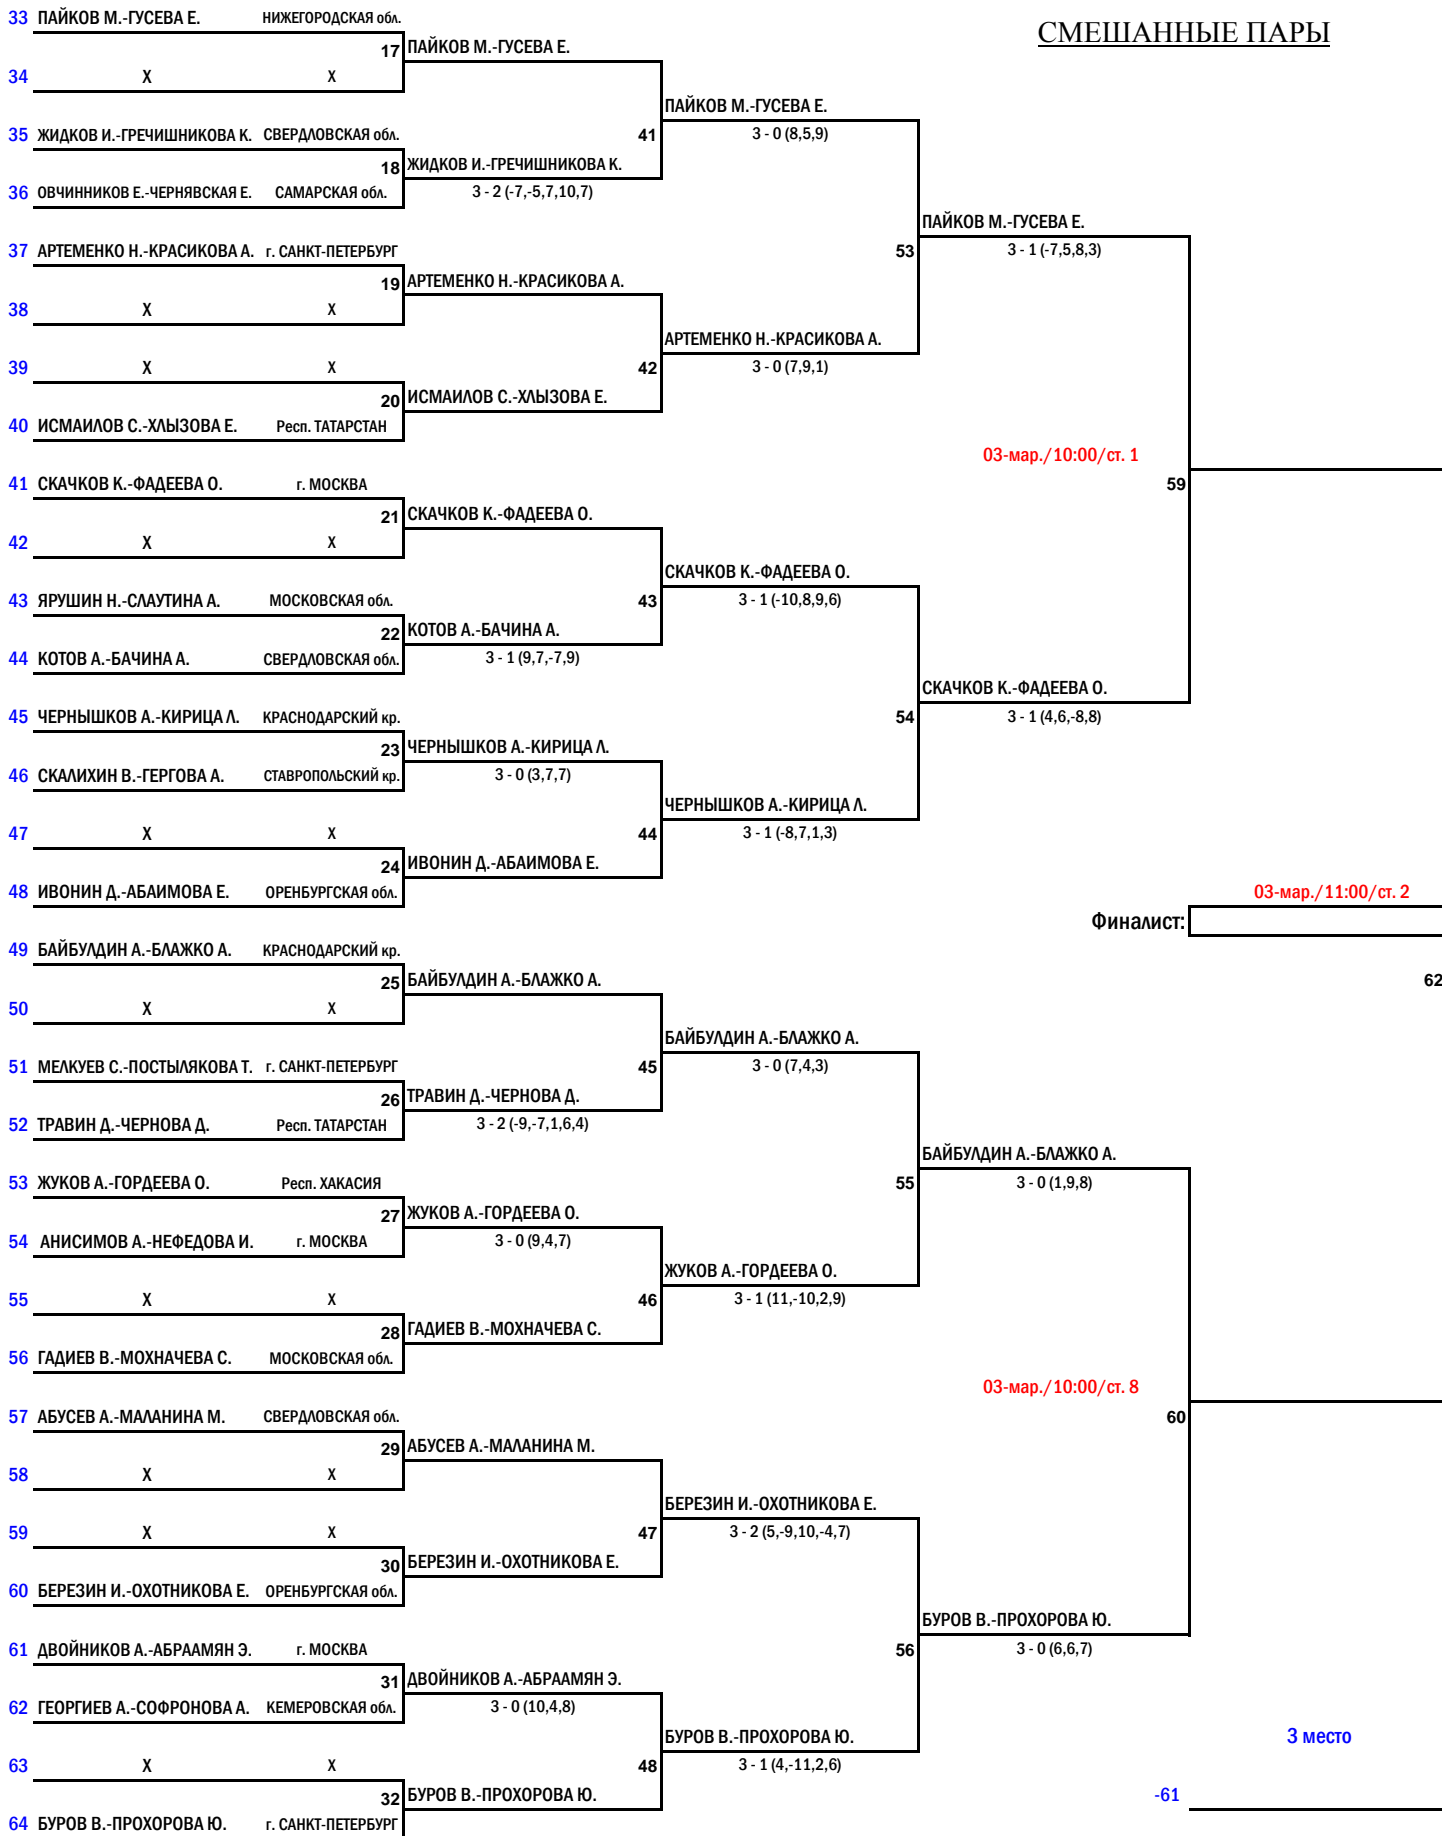 33 ПАЙКОВ М.-ГУСЕВА Е. НИЖЕГОРОДСКАЯ обл.
СМЕШАННЫЕ ПАРЫ
17 ПАЙКОВ М.-ГУСЕВА Е.
34 X X
ПАЙКОВ М.-ГУСЕВА Е.
35 ЖИДКОВ И.-ГРЕЧИШНИКОВА К. СВЕРДЛОВСКАЯ обл. 41 3 - 0 (8,5,9)
18 ЖИДКОВ И.-ГРЕЧИШНИКОВА К.
36 ОВЧИННИКОВ Е.-ЧЕРНЯВСКАЯ Е. САМАРСКАЯ обл. 3 - 2 (-7,-5,7,10,7)
ПАЙКОВ М.-ГУСЕВА Е.
37 АРТЕМЕНКО Н.-КРАСИКОВА А. г. САНКТ-ПЕТЕРБУРГ 53 3 - 1 (-7,5,8,3)
19 АРТЕМЕНКО Н.-КРАСИКОВА А.
38 X X
АРТЕМЕНКО Н.-КРАСИКОВА А.
39 X X 42 3 - 0 (7,9,1)
20 ИСМАИЛОВ С.-ХЛЫЗОВА Е.
40 ИСМАИЛОВ С.-ХЛЫЗОВА Е. Респ. ТАТАРСТАН
03-мар./10:00/ст. 1
41 СКАЧКОВ К.-ФАДЕЕВА О. г. МОСКВА 59
21 СКАЧКОВ К.-ФАДЕЕВА О.
42 X X
СКАЧКОВ К.-ФАДЕЕВА О.
43 ЯРУШИН Н.-СЛАУТИНА А. МОСКОВСКАЯ обл. 43 3 - 1 (-10,8,9,6)
22 КОТОВ А.-БАЧИНА А.
44 КОТОВ А.-БАЧИНА А. СВЕРДЛОВСКАЯ обл. 3 - 1 (9,7,-7,9)
СКАЧКОВ К.-ФАДЕЕВА О.
45 ЧЕРНЫШКОВ А.-КИРИЦА Л. КРАСНОДАРСКИЙ кр. 54 3 - 1 (4,6,-8,8)
23 ЧЕРНЫШКОВ А.-КИРИЦА Л.
46 СКАЛИХИН В.-ГЕРГОВА А. СТАВРОПОЛЬСКИЙ кр. 3 - 0 (3,7,7)
ЧЕРНЫШКОВ А.-КИРИЦА Л.
47 X X 44 3 - 1 (-8,7,1,3)
24 ИВОНИН Д.-АБАИМОВА Е.
48 ИВОНИН Д.-АБАИМОВА Е. ОРЕНБУРГСКАЯ обл. 03-мар./11:00/ст. 2
Финалист:
49 БАЙБУЛДИН А.-БЛАЖКО А. КРАСНОДАРСКИЙ кр.
25 БАЙБУЛДИН А.-БЛАЖКО А. 62
50 X X
БАЙБУЛДИН А.-БЛАЖКО А.
51 МЕЛКУЕВ С.-ПОСТЫЛЯКОВА Т. г. САНКТ-ПЕТЕРБУРГ 45 3 - 0 (7,4,3)
26 ТРАВИН Д.-ЧЕРНОВА Д.
52 ТРАВИН Д.-ЧЕРНОВА Д. Респ. ТАТАРСТАН 3 - 2 (-9,-7,1,6,4)
БАЙБУЛДИН А.-БЛАЖКО А.
53 ЖУКОВ А.-ГОРДЕЕВА О. Респ. ХАКАСИЯ 55 3 - 0 (1,9,8)
27 ЖУКОВ А.-ГОРДЕЕВА О.
54 АНИСИМОВ А.-НЕФЕДОВА И. г. МОСКВА 3 - 0 (9,4,7)
ЖУКОВ А.-ГОРДЕЕВА О.
55 X X 46 3 - 1 (11,-10,2,9)
28 ГАДИЕВ В.-МОХНАЧЕВА С.
56 ГАДИЕВ В.-МОХНАЧЕВА С. МОСКОВСКАЯ обл.
03-мар./10:00/ст. 8
57 АБУСЕВ А.-МАЛАНИНА М. СВЕРДЛОВСКАЯ обл. 60
29 АБУСЕВ А.-МАЛАНИНА М.
58 X X
БЕРЕЗИН И.-ОХОТНИКОВА Е.
59 X X 47 3 - 2 (5,-9,10,-4,7)
30 БЕРЕЗИН И.-ОХОТНИКОВА Е.
60 БЕРЕЗИН И.-ОХОТНИКОВА Е. ОРЕНБУРГСКАЯ обл.
БУРОВ В.-ПРОХОРОВА Ю.
61 ДВОЙНИКОВ А.-АБРААМЯН Э. г. МОСКВА 56 3 - 0 (6,6,7)
31 ДВОЙНИКОВ А.-АБРААМЯН Э.
62 ГЕОРГИЕВ А.-СОФРОНОВА А. КЕМЕРОВСКАЯ обл. 3 - 0 (10,4,8)
БУРОВ В.-ПРОХОРОВА Ю. 3 место
63 X X 48 3 - 1 (4,-11,2,6)
32 БУРОВ В.-ПРОХОРОВА Ю. -61
64 БУРОВ В.-ПРОХОРОВА Ю. г. САНКТ-ПЕТЕРБУРГ